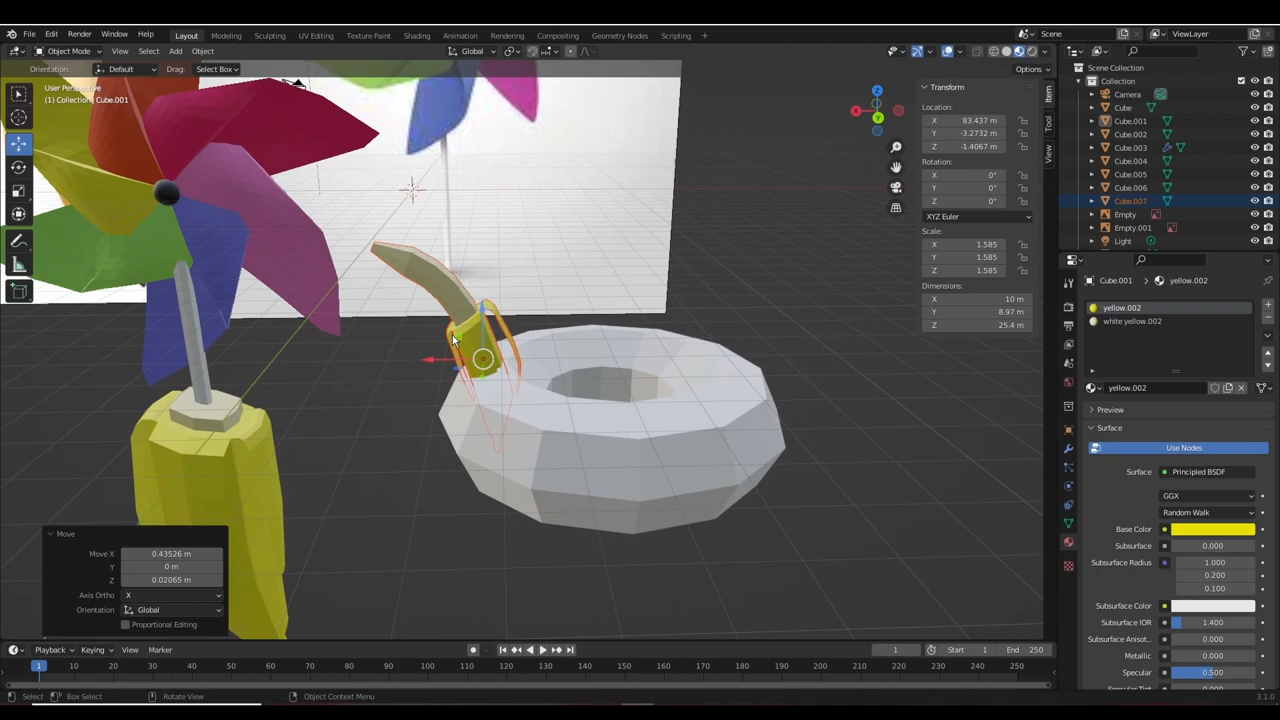 File Edit Render Window Help Layout Modeling Sculpting UV Editing Texture Paint Shading Animation Rendering Compositing Geometry Nodes Scripting Scene ViewLayer
Object Mode View Select Add Object Global
Orientation: Default Drag: Select Box Options
User Perspective
(1) Collection | Cube.001
X
Y
Z
Transform
Location:
X 83.437 m
Y -3.2732 m
Z -1.4067 m
Rotation:
X 0°
Y 0°
Z 0°
XYZ Euler
Scale:
X 1.585
Y 1.585
Z 1.585
Dimensions:
X 10 m
Y 8.97 m
Z 25.4 m
Item
Tool
View
Scene Collection
Collection
Camera
Cube
Cube.001
Cube.002
Cube.003
Cube.004
Cube.005
Cube.006
Cube.007
Empty
Empty.001
Light
Cube.001 yellow.002
yellow.002
white yellow.002
yellow.002
Preview
Surface
Use Nodes
Surface Principled BSDF
GGX
Random Walk
Base Color
Subsurface 0.000
Subsurface Radius 1.000
0.200
0.100
Subsurface Color
Subsurface IOR 1.400
Subsurface Anisot.. 0.000
Metallic 0.000
Specular 0.500
Move
Move X 0.43526 m
Y 0 m
Z 0.02065 m
Axis Ortho X
Orientation Global
Proportional Editing
Playback Keying View Marker 1 Start 1 End 250
1 10 20 30 40 50 60 70 80 90 100 110 120 130 140 150 160 170 180 190 200 210 220 230 240 250
Select Box Select Rotate View Object Context Menu 3.1.0